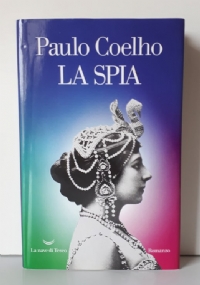 Paulo Coelho
LA SPIA
La nave di Teseo
Romanzo